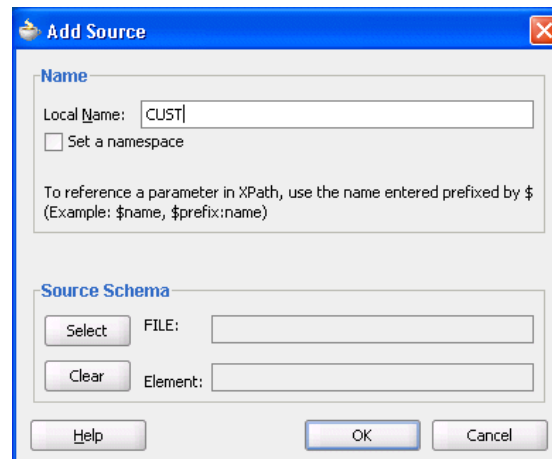 Add Source
Name
Local Name: CUST
Set a namespace
To reference a parameter in XPath, use the name entered prefixed by $
(Example: $name, $prefix:name)
Source Schema
Select FILE:
Clear Element:
Help OK Cancel